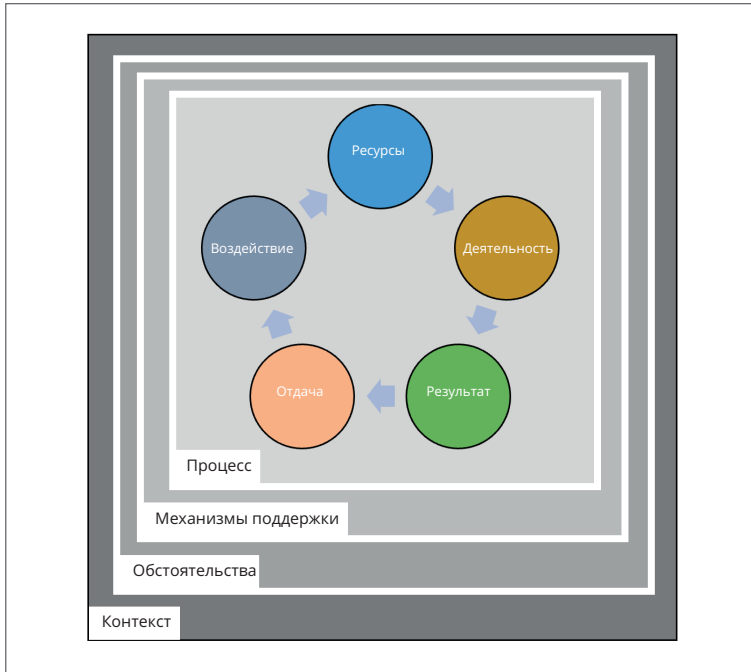 Ресурсы
Воздействие
Деятельность
Отдача
Результат
Процесс
Механизмы поддержки
Обстоятельства
Контекст